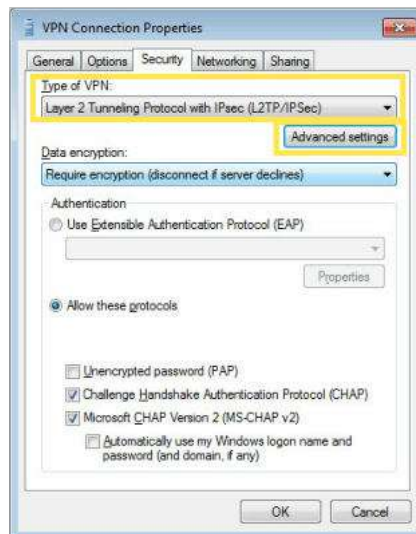 VPN Connection Properties
General Options Security Networking Sharing
Type of VPN:
Layer 2 Tunneling Protocol with IPsec (L2TP/IPSec)
Advanced settings
Data encryption:
Require encryption (disconnect if server declines)
Authentication
Use Extensible Authentication Protocol (EAP)
Properties
Allow these protocols
Unencrypted password (PAP)
Challenge Handshake Authentication Protocol (CHAP)
Microsoft CHAP Version 2 (MS-CHAP v2)
Automatically use my Windows logon name and
password (and domain, if any)
OK Cancel